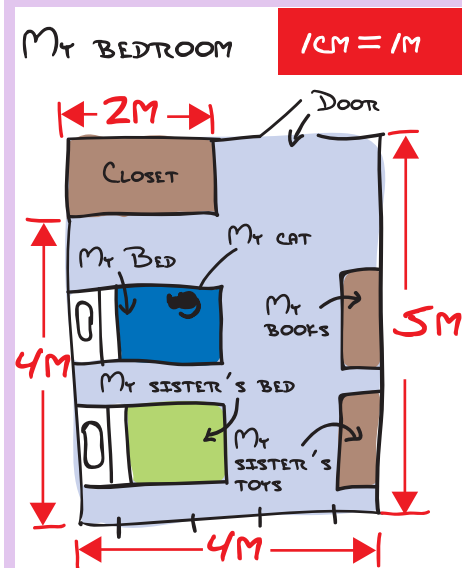 My BEDROOM
1CM = 1M
2M
DOOR
CLOSET
My CAT
My BED
My
BOOKS
5M
4M
My SISTER'S BED
My
SISTER'S
TOYS
4M